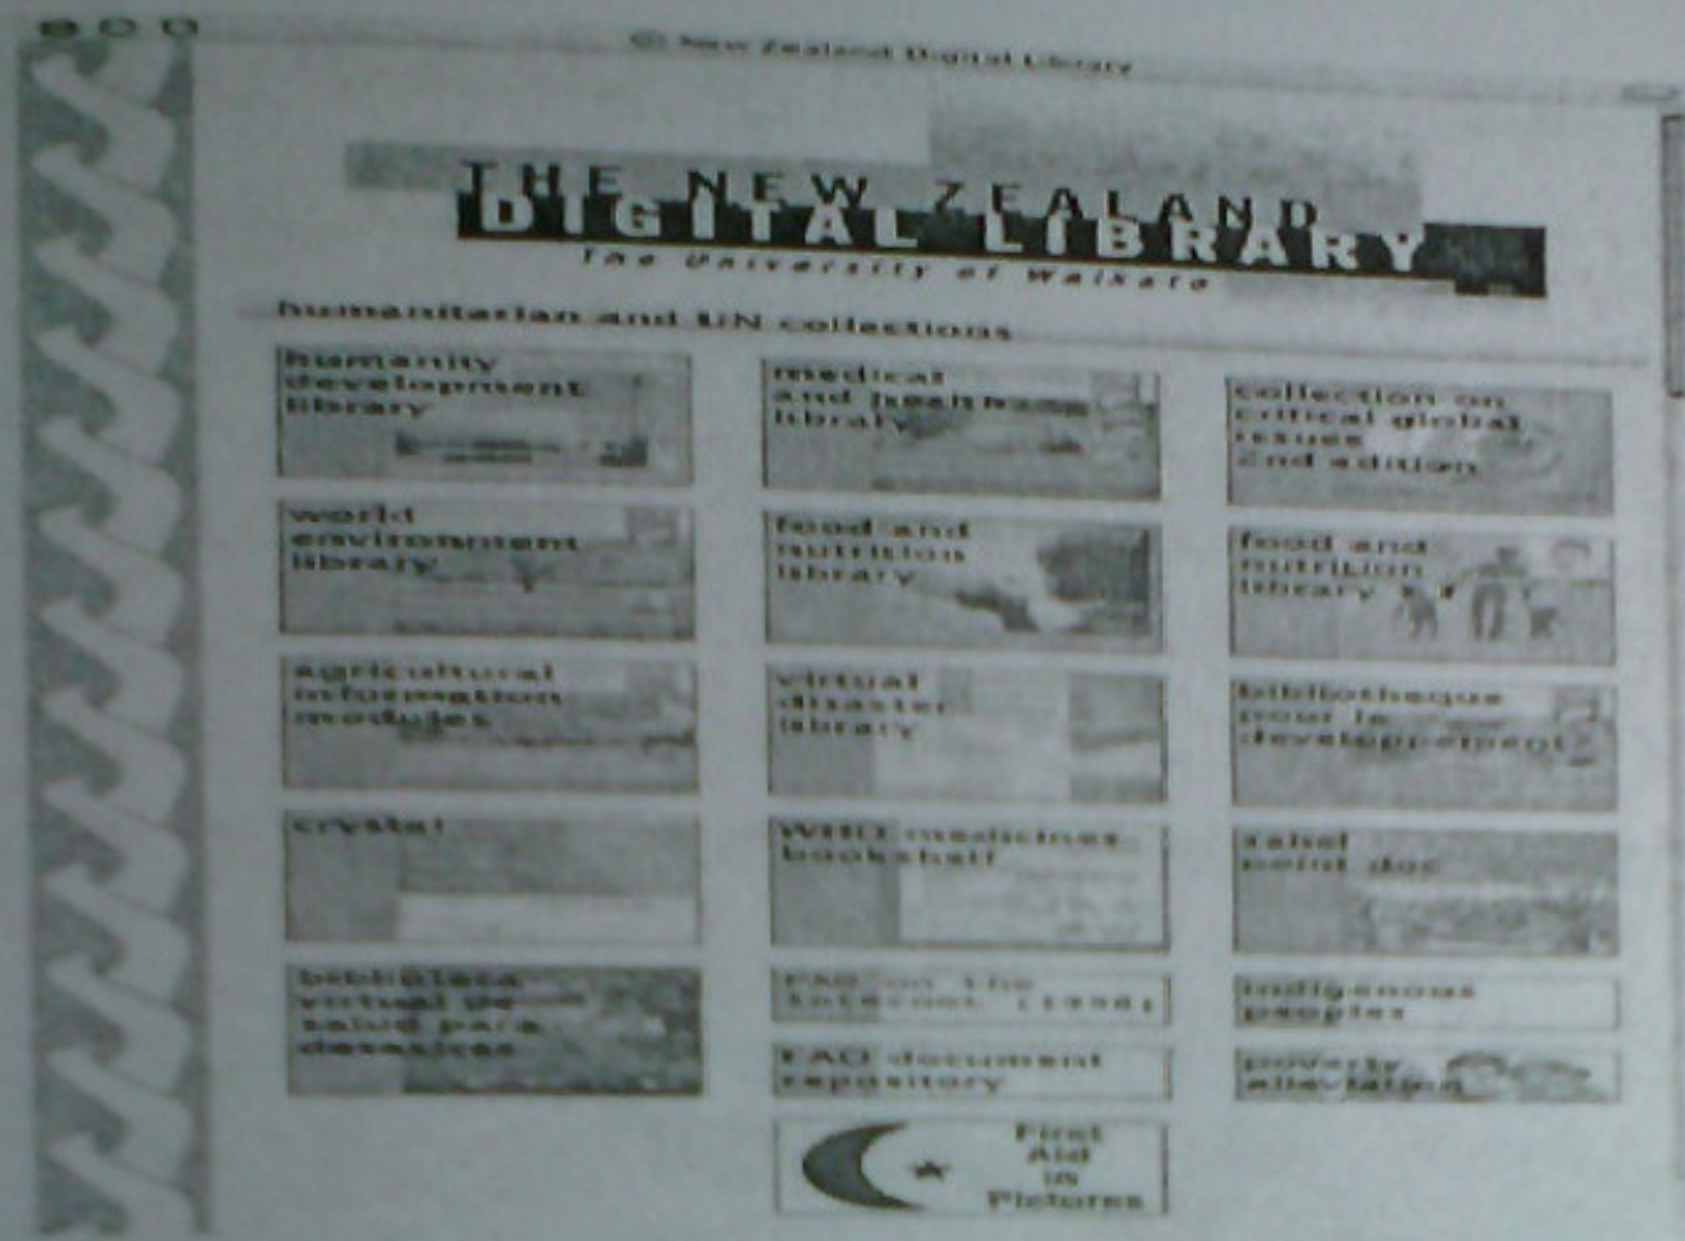 New Zealand Digital Library
THE NEW ZEALAND
DIGITAL LIBRARY
The University of Waikato
humanitarian and UN collections
humanity
development
library
medical
and health
library
collection on
critical global
issues
2nd edition
world
environment
library
food and
nutrition
library
food and
nutrition
library
agricultural
information
modules
virtual
disaster
library
bibliotheque
pour le
developpement
crystal
WHO medicines
bookshelf
sahel
point doc
biblioteca
virtual de
salud para
desastres
FAO on the
Internet (1998)
indigenous
peoples
FAO document
repository
poverty
alleviation
First
Aid
in
Pictures